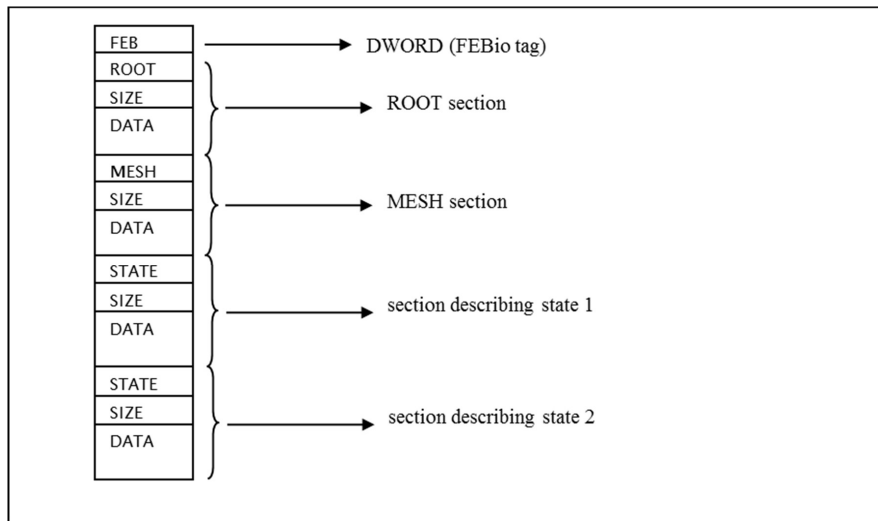 FEB
DWORD (FEBio tag)
ROOT
SIZE
ROOT section
DATA
MESH
SIZE
MESH section
DATA
STATE
SIZE
section describing state 1
DATA
STATE
SIZE
section describing state 2
DATA